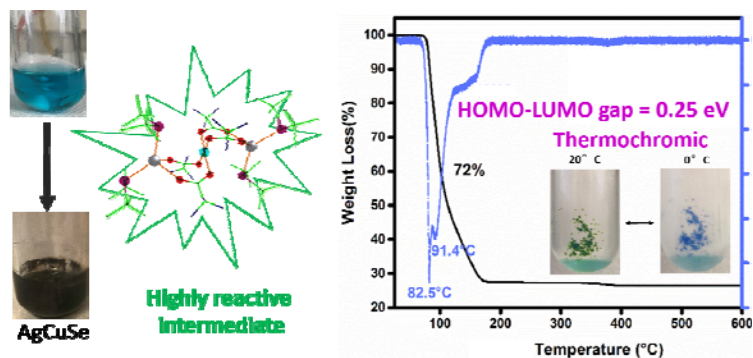 AgCuSe
Highly reactive
intermediate
Weight Loss(%)
100
90
80
70
60
50
40
30
20
HOMO-LUMO gap = 0.25 eV
Thermochromic
20° C
0° C
72%
91.4°C
82.5°C
100
200
300
400
500
600
Temperature (°C)